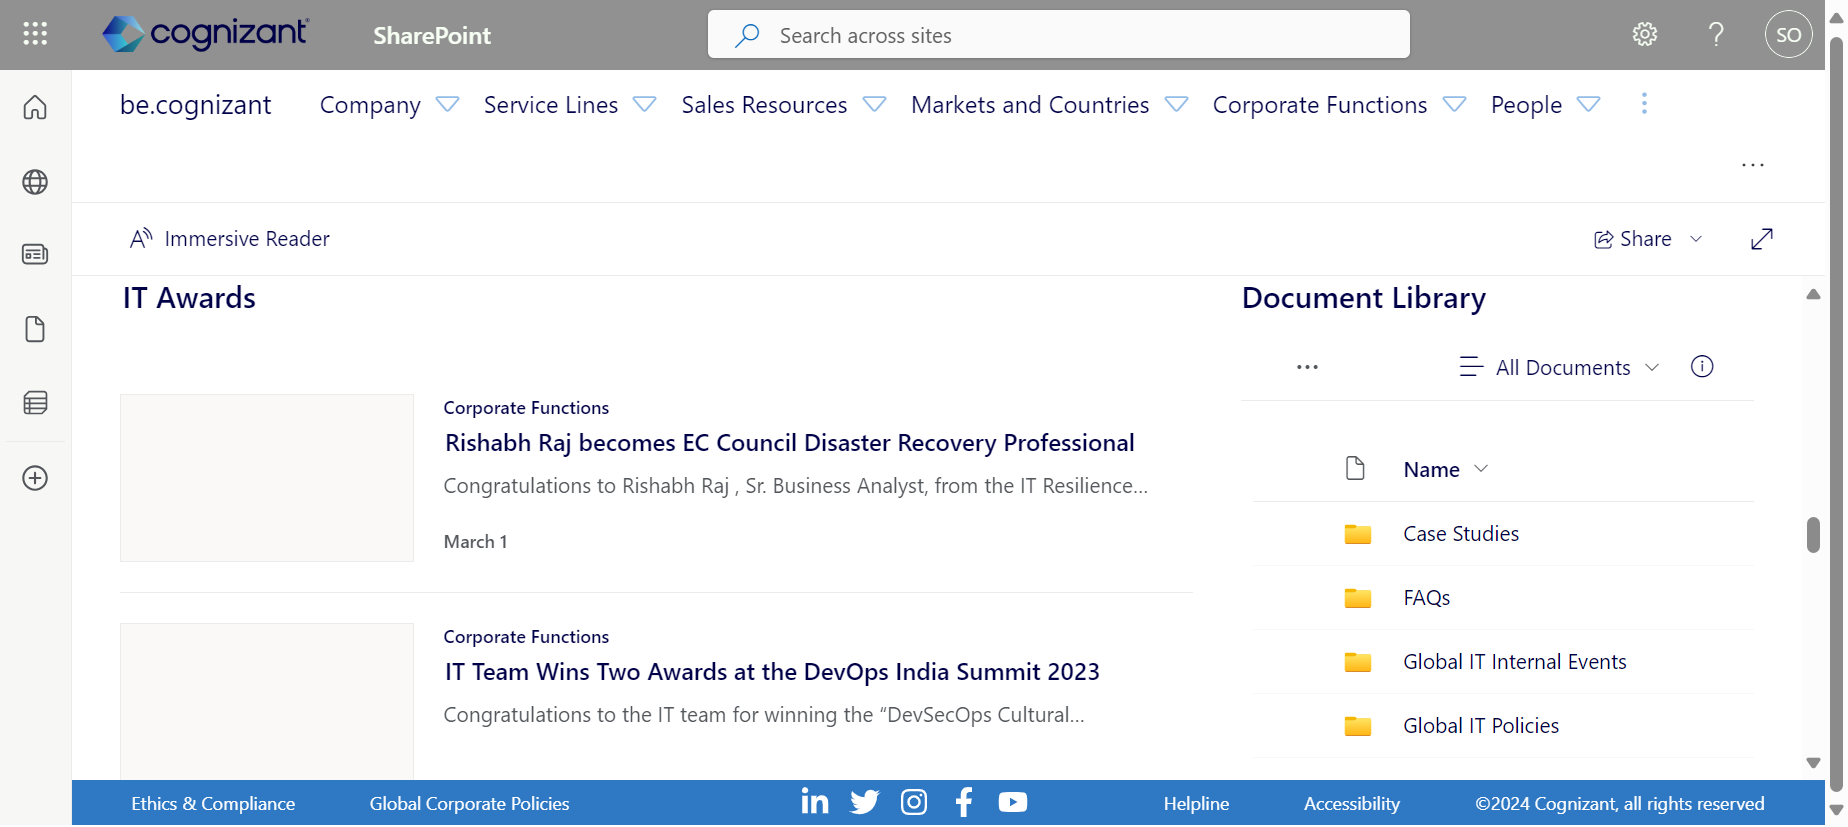 cognizant
SharePoint
Search across sites
SO
be.cognizant
Company
Service Lines
Sales Resources
Markets and Countries
Corporate Functions
People
Immersive Reader
Share
IT Awards
Corporate Functions
Rishabh Raj becomes EC Council Disaster Recovery Professional
Congratulations to Rishabh Raj , Sr. Business Analyst, from the IT Resilience...
March 1
Corporate Functions
IT Team Wins Two Awards at the DevOps India Summit 2023
Congratulations to the IT team for winning the “DevSecOps Cultural...
Document Library
All Documents
Name
Case Studies
FAQs
Global IT Internal Events
Global IT Policies
Ethics & Compliance
Global Corporate Policies
Helpline
Accessibility
©2024 Cognizant, all rights reserved